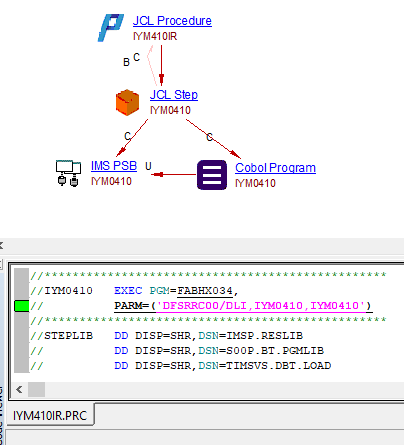 JCL Procedure
IYM410IR
B C
JCL Step
IYM0410
C C
IMS PSB U Cobol Program
IYM0410 IYM0410
//*************************************************
//IYM0410 EXEC PGM=FABHX034,
// PARM=('DFSRRC00/DLI,IYM0410,IYM0410')
//*************************************************
//STEPLIB DD DISP=SHR,DSN=IMSP.RESLIB
// DD DISP=SHR,DSN=S00P.BT.PGMLIB
// DD DISP=SHR,DSN=TIMSVS.DBT.LOAD
IYM410IR.PRC